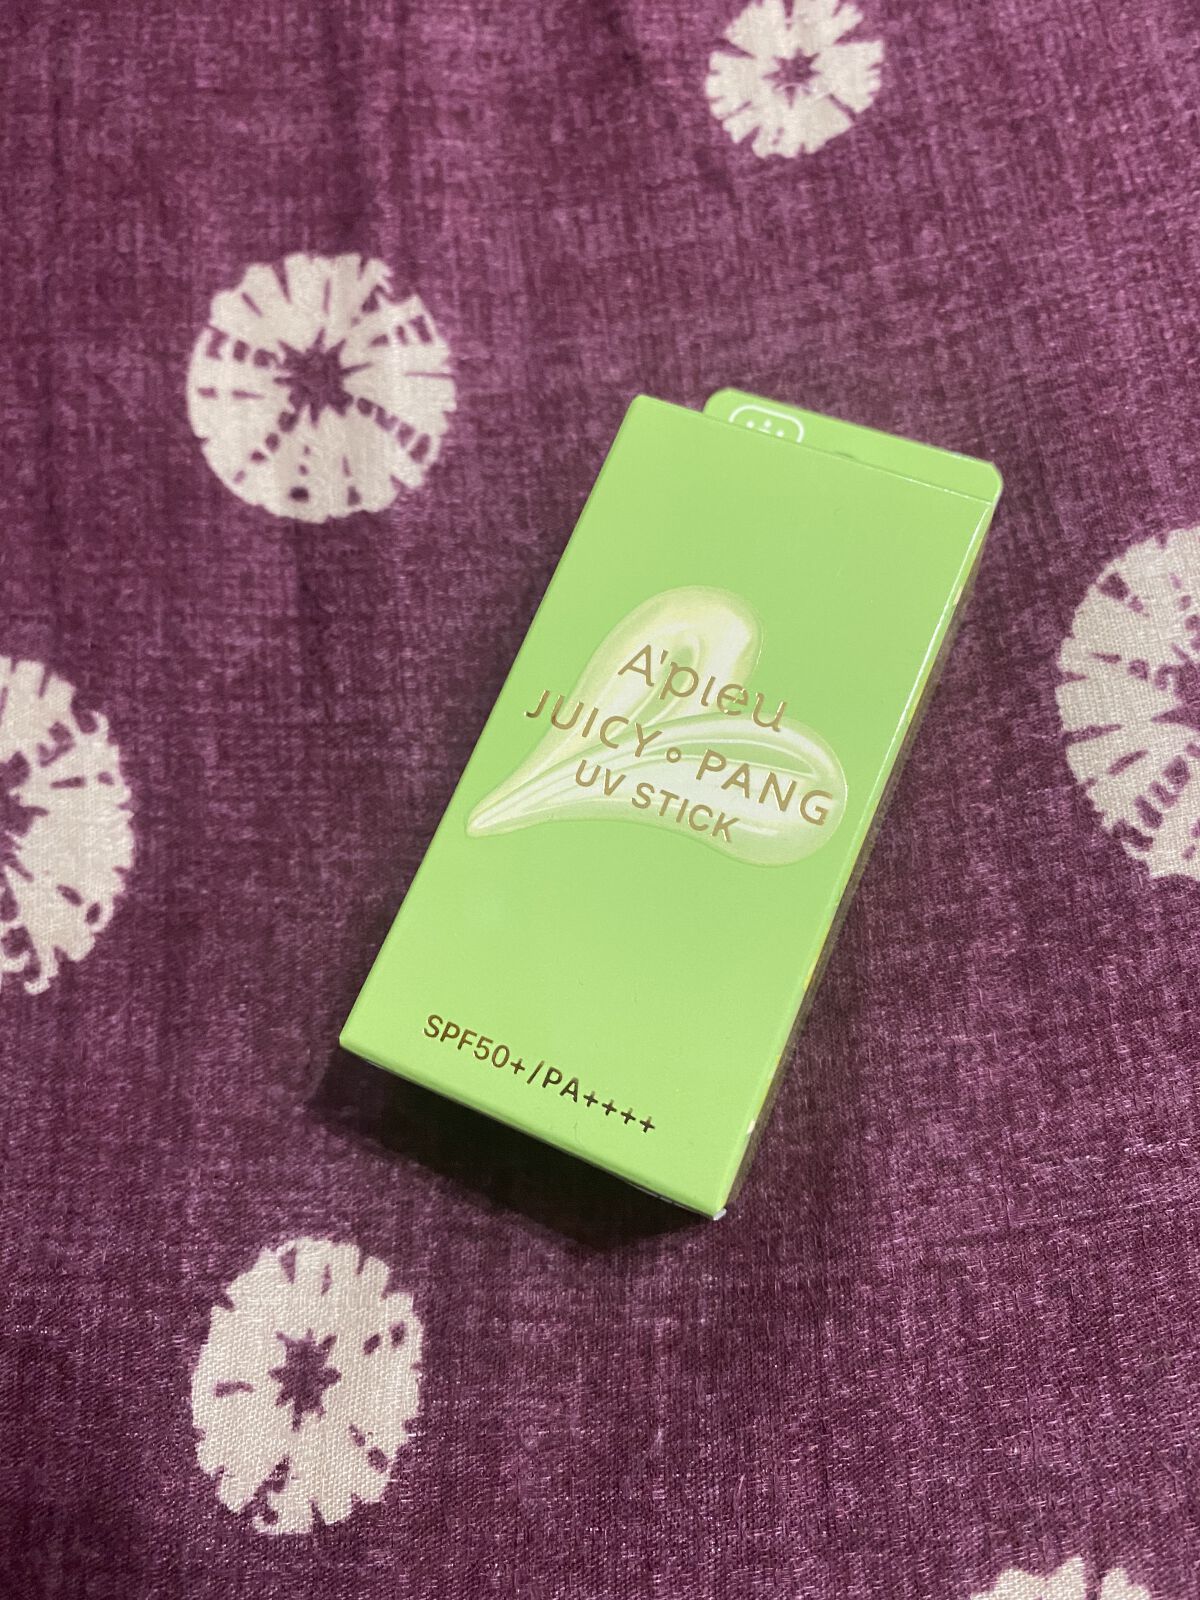 A'pieu
JUICY PANG
UV STICK
SPF50+/PA++++